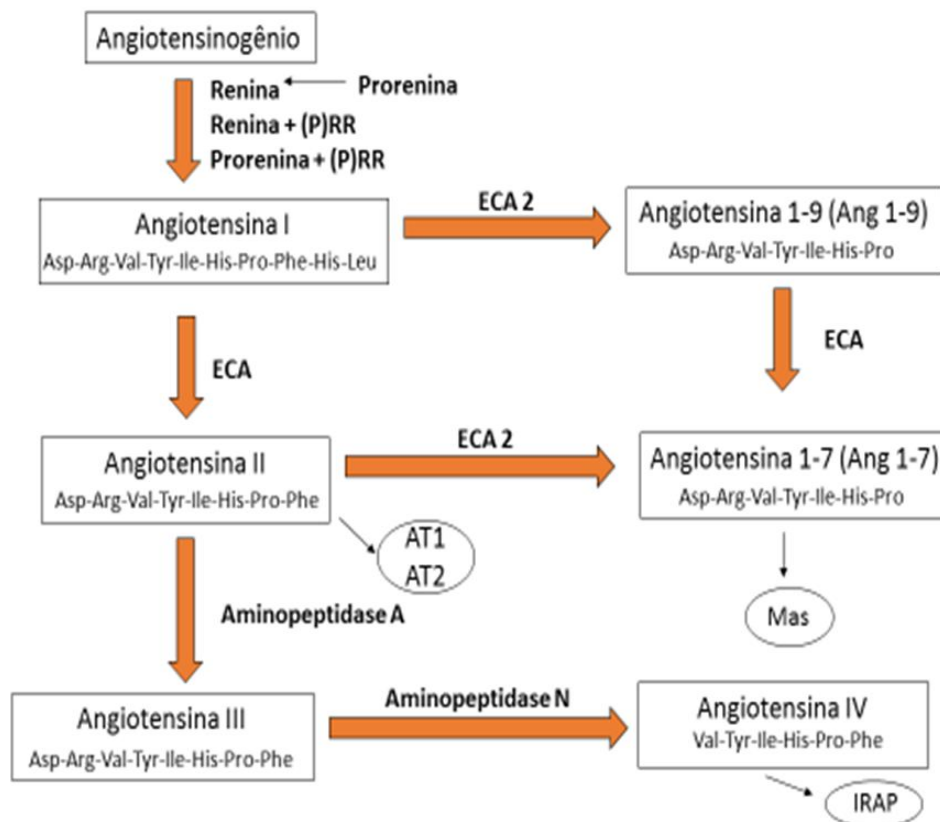 Angiotensinogênio
Renina
Prorenina
Renina + (P)RR
Prorenina + (P)RR
Angiotensina I
Asp-Arg-Val-Tyr-Ile-His-Pro-Phe-His-Leu
ECA 2
Angiotensina 1-9 (Ang 1-9)
Asp-Arg-Val-Tyr-Ile-His-Pro
ECA
ECA
Angiotensina II
Asp-Arg-Val-Tyr-Ile-His-Pro-Phe
ECA 2
Angiotensina 1-7 (Ang 1-7)
Asp-Arg-Val-Tyr-Ile-His-Pro
AT1
AT2
Mas
Aminopeptidase A
Angiotensina III
Asp-Arg-Val-Tyr-Ile-His-Pro-Phe
Aminopeptidase N
Angiotensina IV
Val-Tyr-Ile-His-Pro-Phe
IRAP